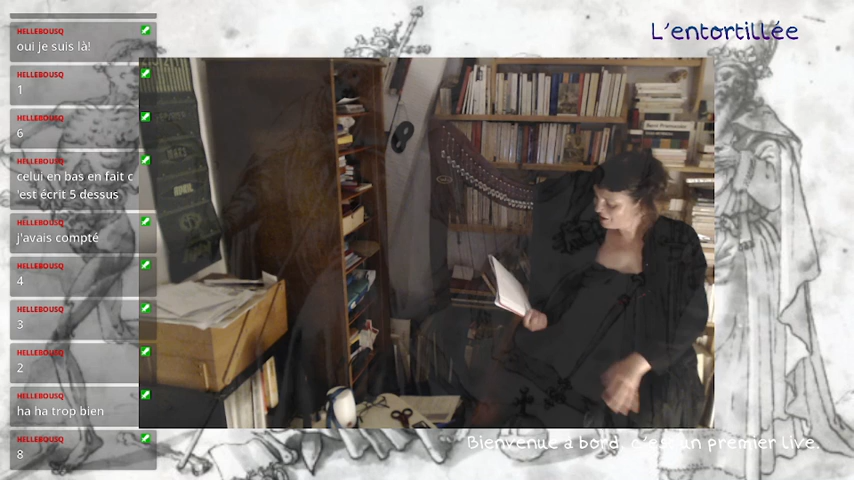 L'entortillée
HELLEBOUSQ
oui je suis là!
HELLEBOUSQ
1
HELLEBOUSQ
6
HELLEBOUSQ
celui en bas en fait c
'est écrit 5 dessus
HELLEBOUSQ
j'avais compté
HELLEBOUSQ
4
HELLEBOUSQ
3
HELLEBOUSQ
2
HELLEBOUSQ
ha ha trop bien
HELLEBOUSQ
8
MARS
AVRIL
Bienvenue à bord, c'est un premier live.